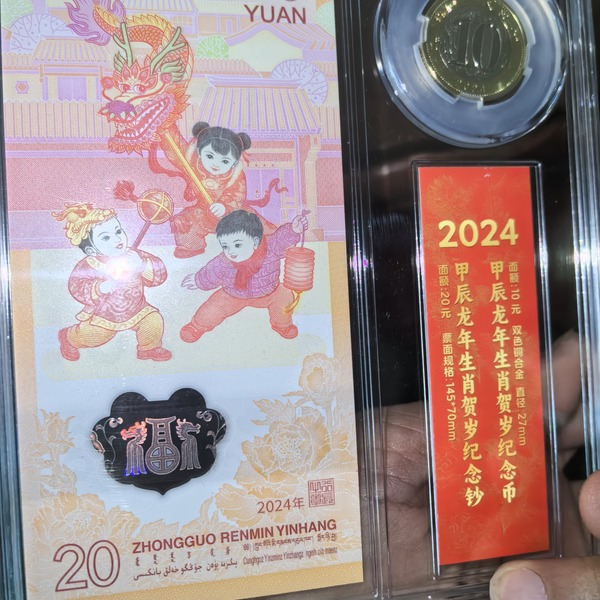 YUAN
2024年
20
ZHONGGUO RENMIN YINHANG
10
2024
甲辰龙年生肖贺岁纪念币
面额:10元 双色铜合金 直径:27mm
甲辰龙年生肖贺岁纪念钞
面额:20元 票面规格:145*70mm